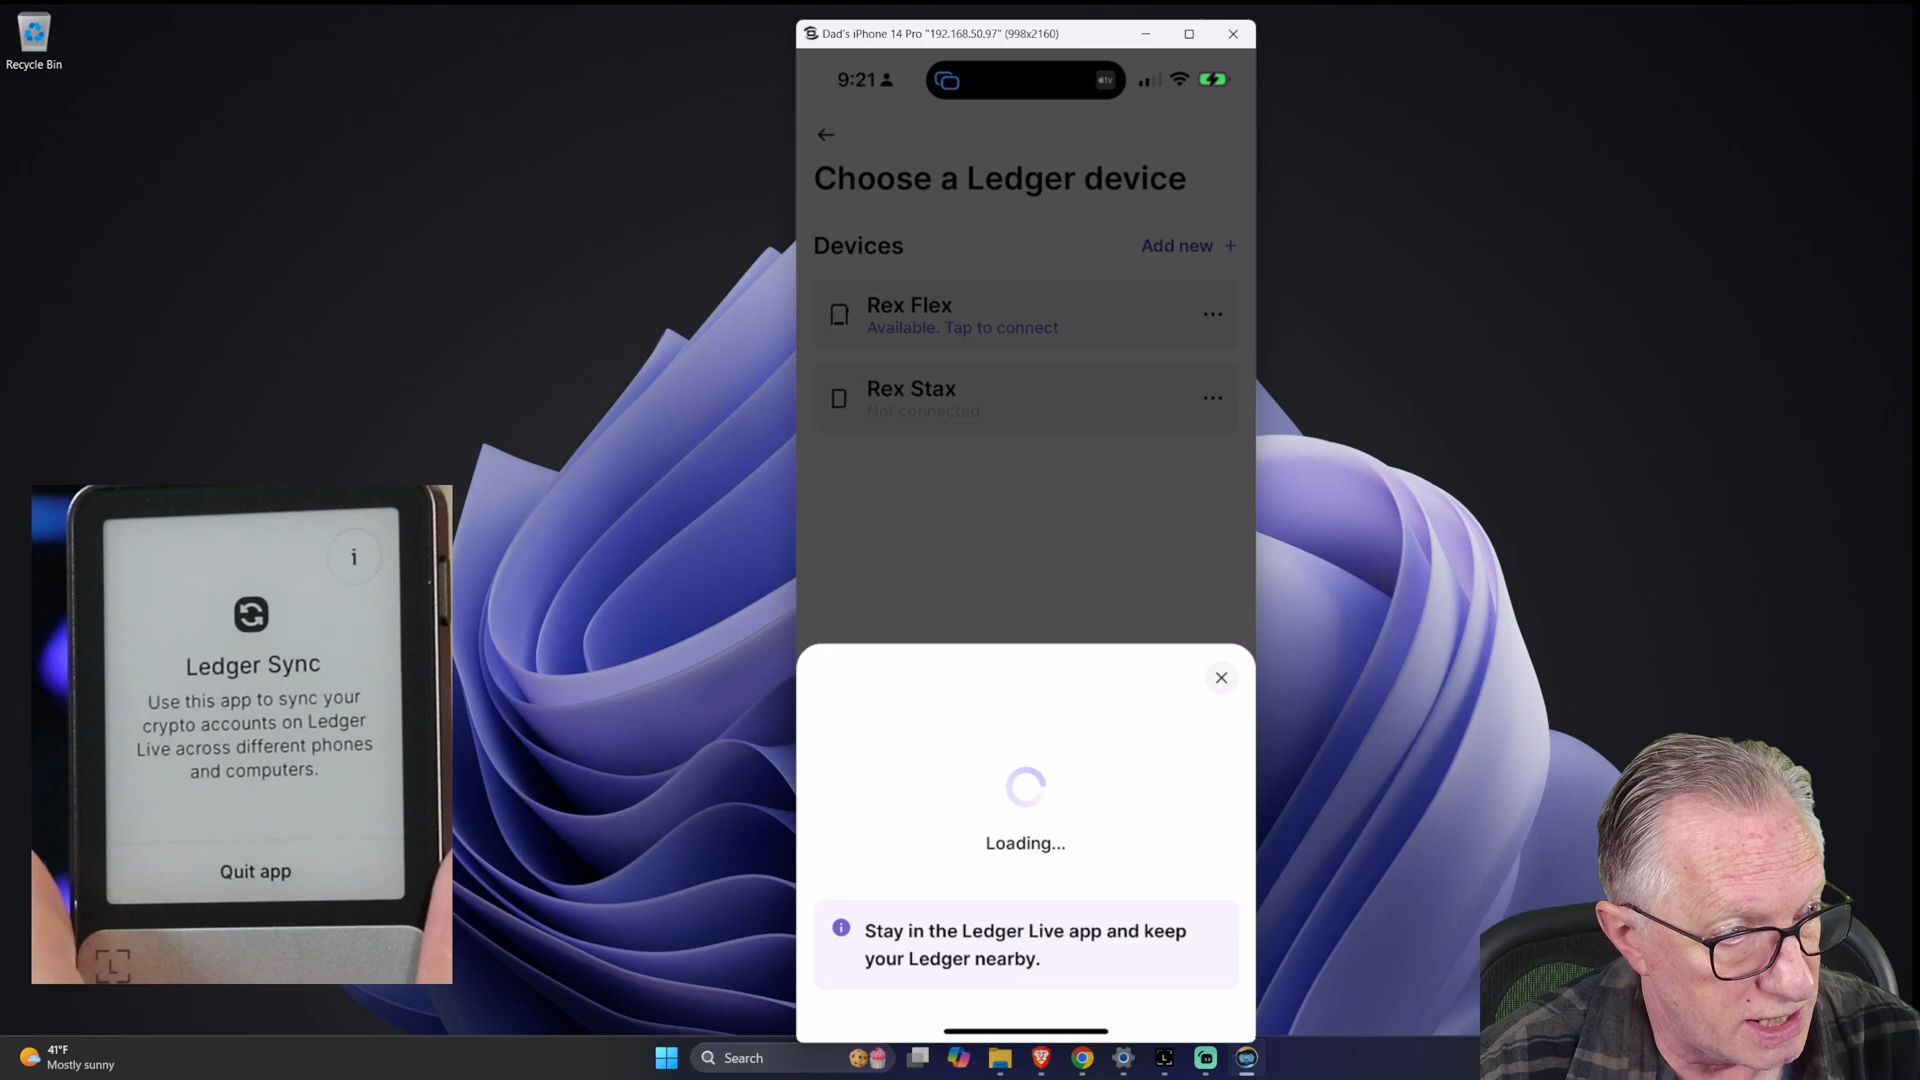 Recycle Bin
Dad's iPhone 14 Pro "192.168.50.97" (998x2160)
9:21
tv
Choose a Ledger device
Devices
Add new +
Rex Flex
Available. Tap to connect
Rex Stax
Not connected
Loading...
Stay in the Ledger Live app and keep
your Ledger nearby.
i
Ledger Sync
Use this app to sync your
crypto accounts on Ledger
Live across different phones
and computers.
Quit app
41°F
Mostly sunny
Search